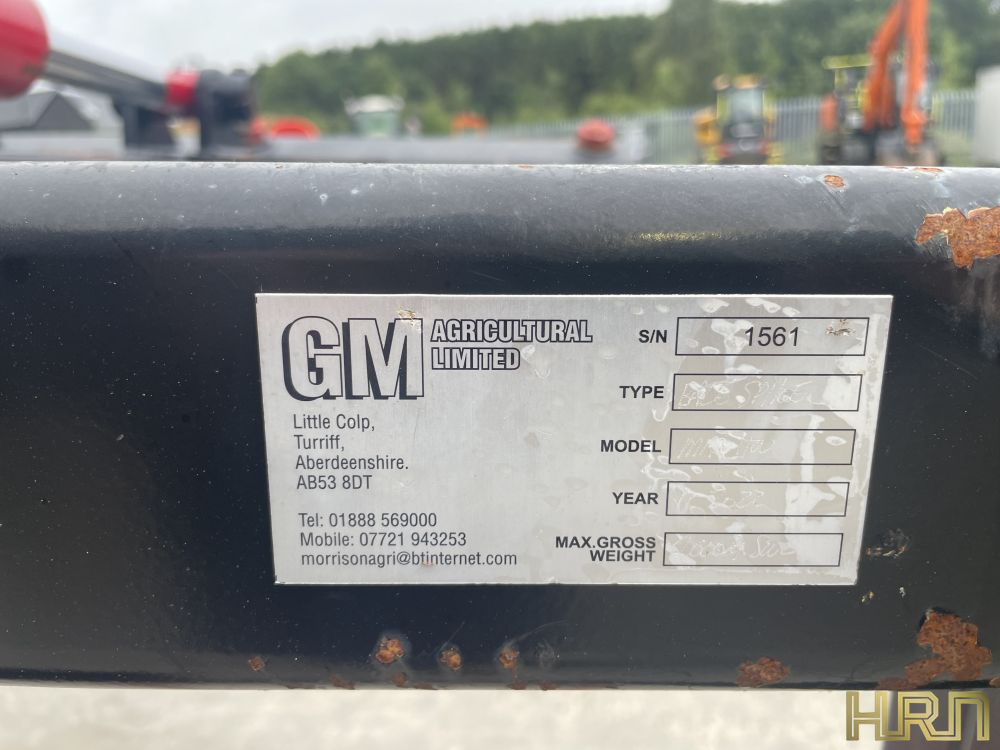 GM AGRICULTURAL
LIMITED
Little Colp,
Turriff,
Aberdeenshire.
AB53 8DT
Tel: 01888 569000
Mobile: 07721 943253
morrisonagri@btinternet.com
S/N 1561
TYPE
MODEL
YEAR
MAX.GROSS
WEIGHT
HRN